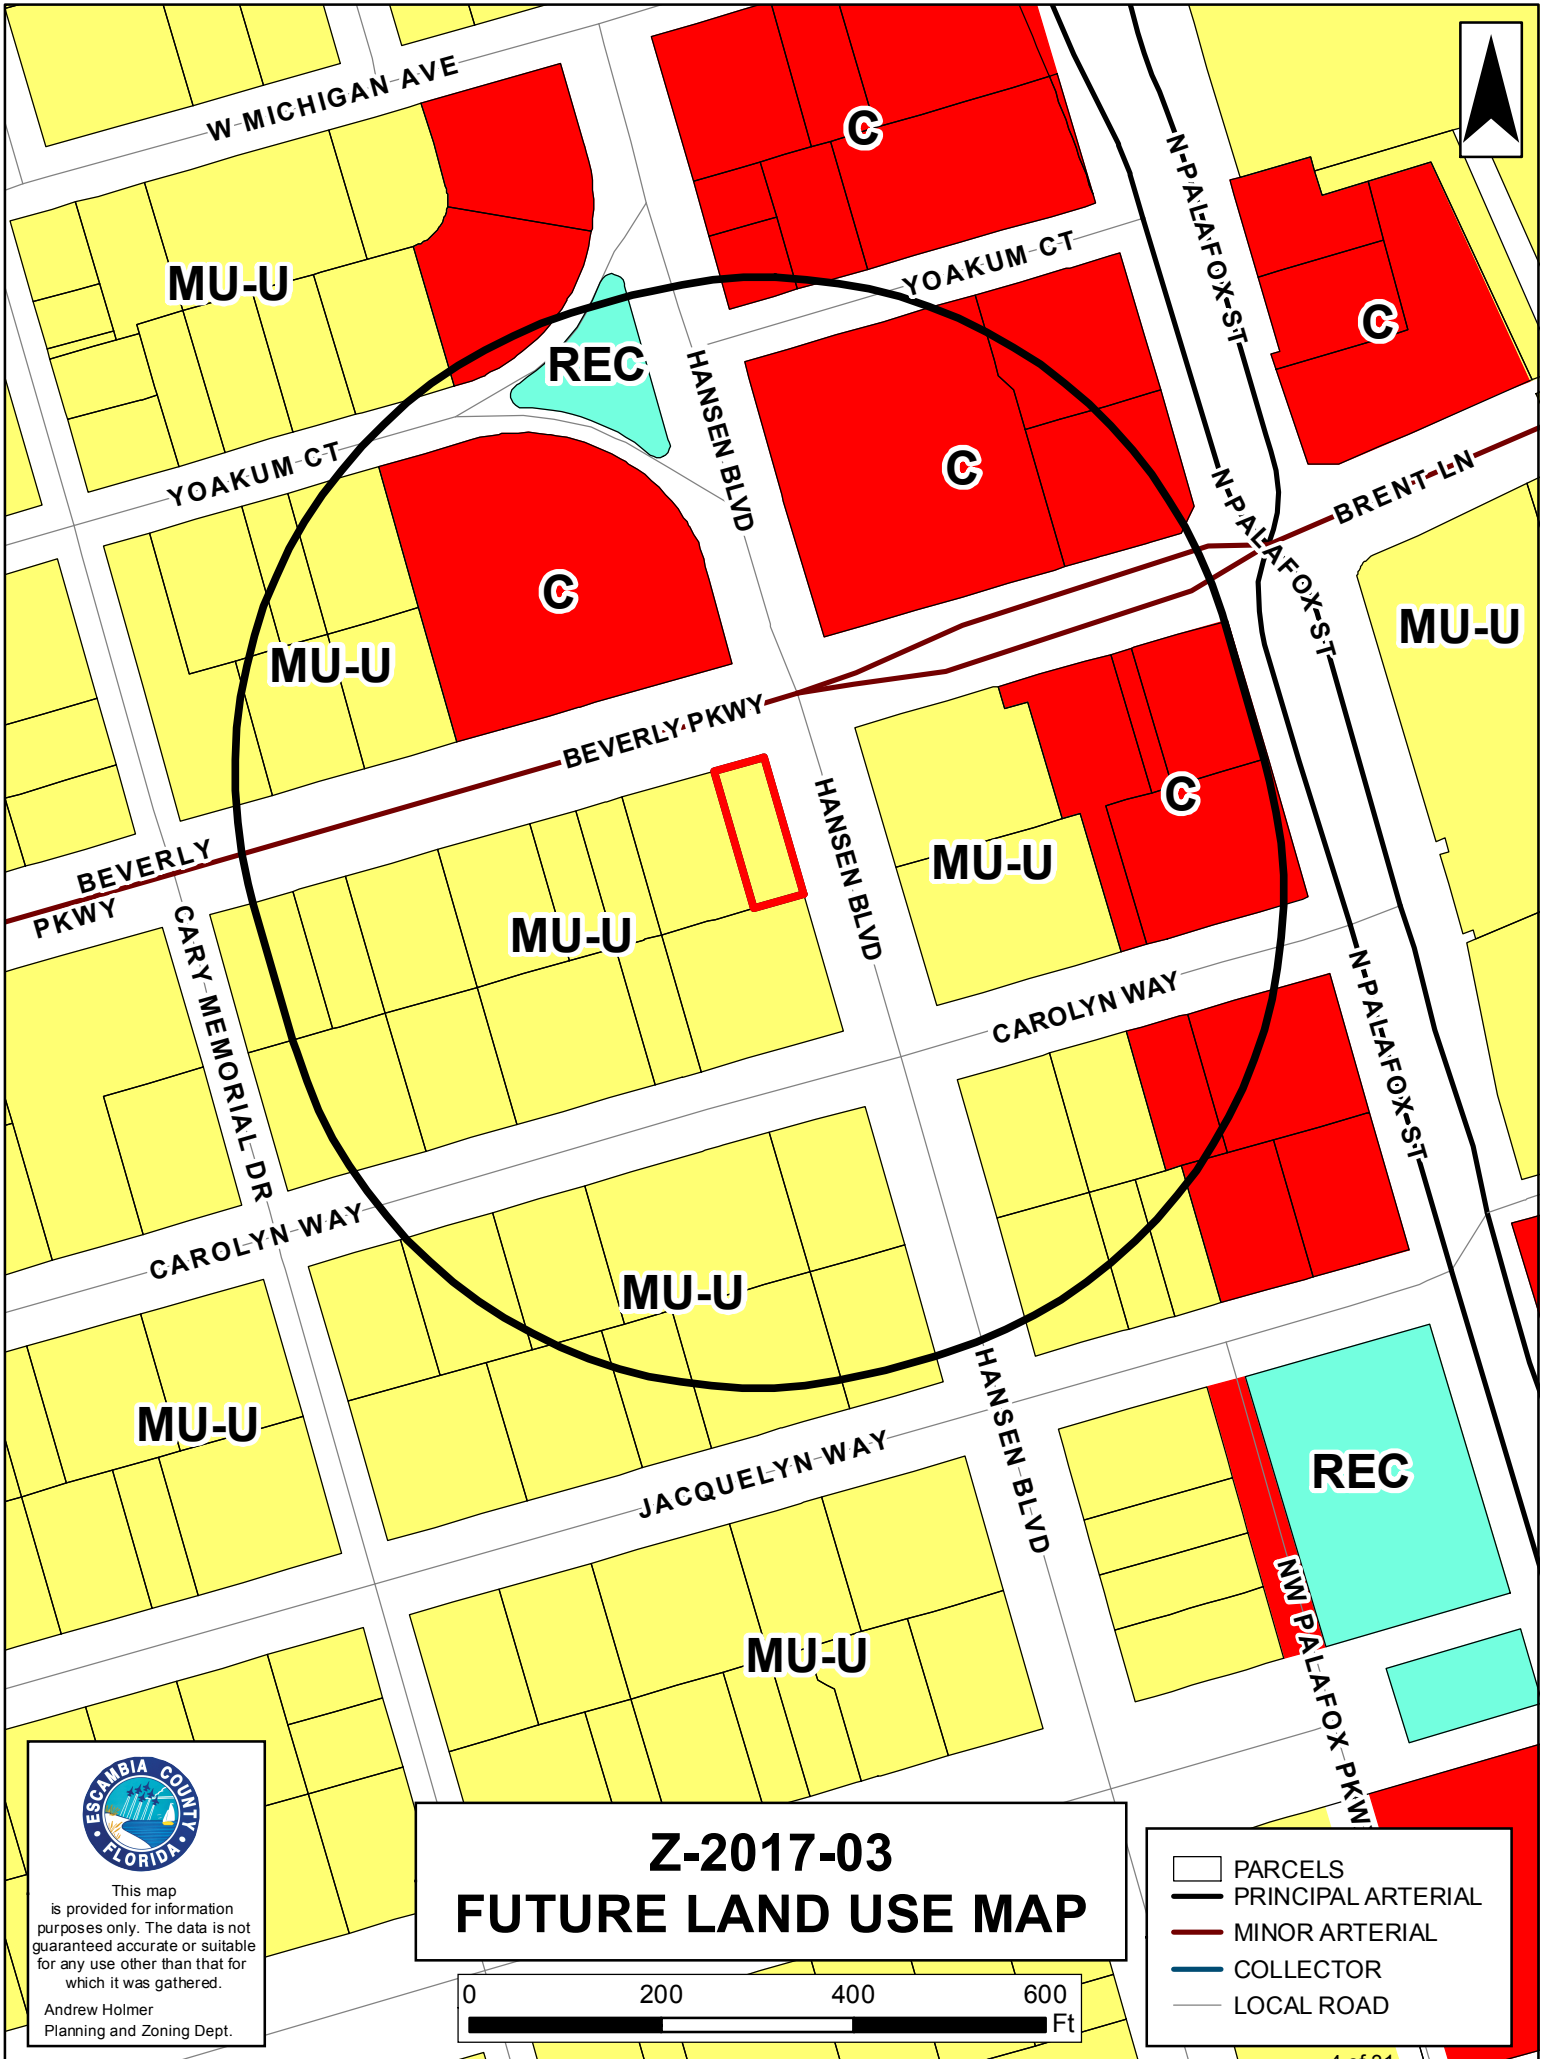 W MICHIGAN AVE
C
N PALAFOX ST
MU-U
YOAKUM CT
C
REC
HANSEN BLVD
YOAKUM CT
C
N PALAFOX ST
BRENT LN
C
MU-U
MU-U
BEVERLY PKWY
HANSEN BLVD
C
MU-U
BEVERLY
PKWY
CARY MEMORIAL DR
MU-U
CAROLYN WAY
N PALAFOX ST
CAROLYN WAY
MU-U
HANSEN BLVD
MU-U
JACQUELYN WAY
REC
NW PALAFOX PKWY
MU-U
ESCAMBIA COUNTY
FLORIDA
This map
is provided for information
purposes only. The data is not
guaranteed accurate or suitable
for any use other than that for
which it was gathered.
Andrew Holmer
Planning and Zoning Dept.
Z-2017-03
FUTURE LAND USE MAP
0 200 400 600
Ft
PARCELS
PRINCIPAL ARTERIAL
MINOR ARTERIAL
COLLECTOR
LOCAL ROAD